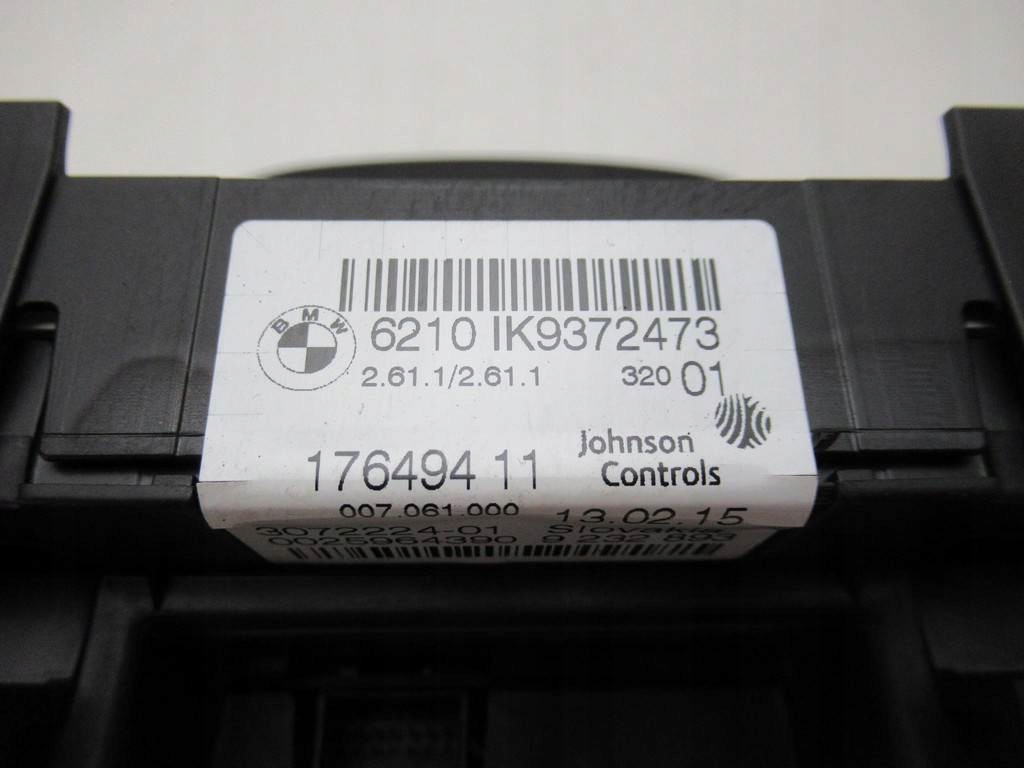 BMW
6210 IK9372473
2.61.1/2.61.1 320 01
Johnson
Controls
176494 11
007.061.000 13.02.15
3072224-01
0025964390 9 232 893